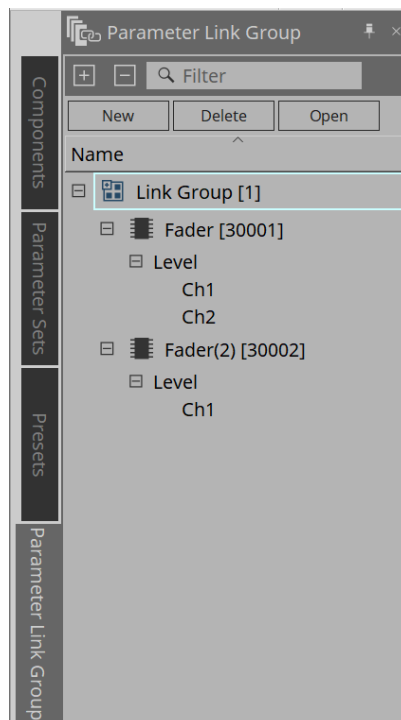 Parameter Link Group
Filter
New Delete Open
Name
Link Group [1]
Fader [30001]
Level
Ch1
Ch2
Fader(2) [30002]
Level
Ch1
Components
Parameter Sets
Presets
Parameter Link Group